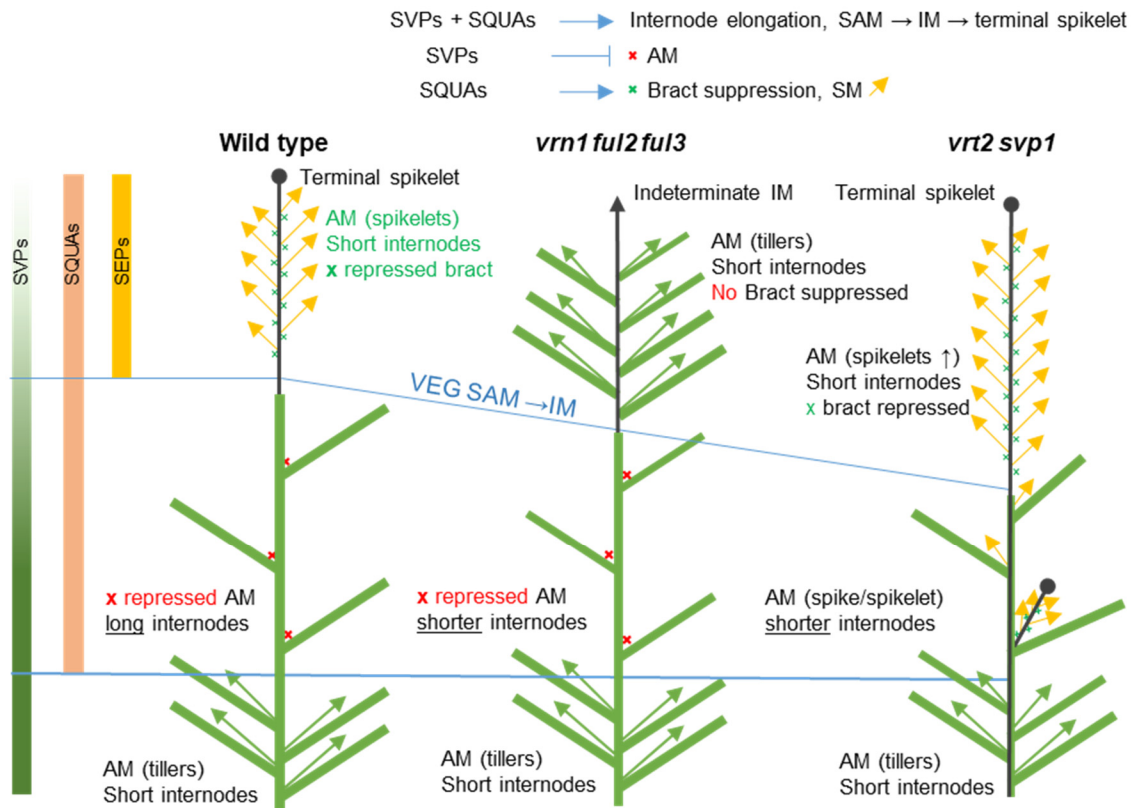 SVPs + SQUAs → Internode elongation, SAM → IM → terminal spikelet
SVPs x AM
SQUAs → x Bract suppression, SM
Wild type
vrn1 ful2 ful3
vrt2 svp1
SVPs
SQUAs
SEPs
Terminal spikelet
AM (spikelets)
Short internodes
x repressed bract
Indeterminate IM
AM (tillers)
Short internodes
No Bract suppressed
Terminal spikelet
AM (spikelets ↑)
Short internodes
x bract repressed
VEG SAM → IM
x repressed AM
long internodes
x repressed AM
shorter internodes
AM (spike/spikelet)
shorter internodes
AM (tillers)
Short internodes
AM (tillers)
Short internodes
AM (tillers)
Short internodes